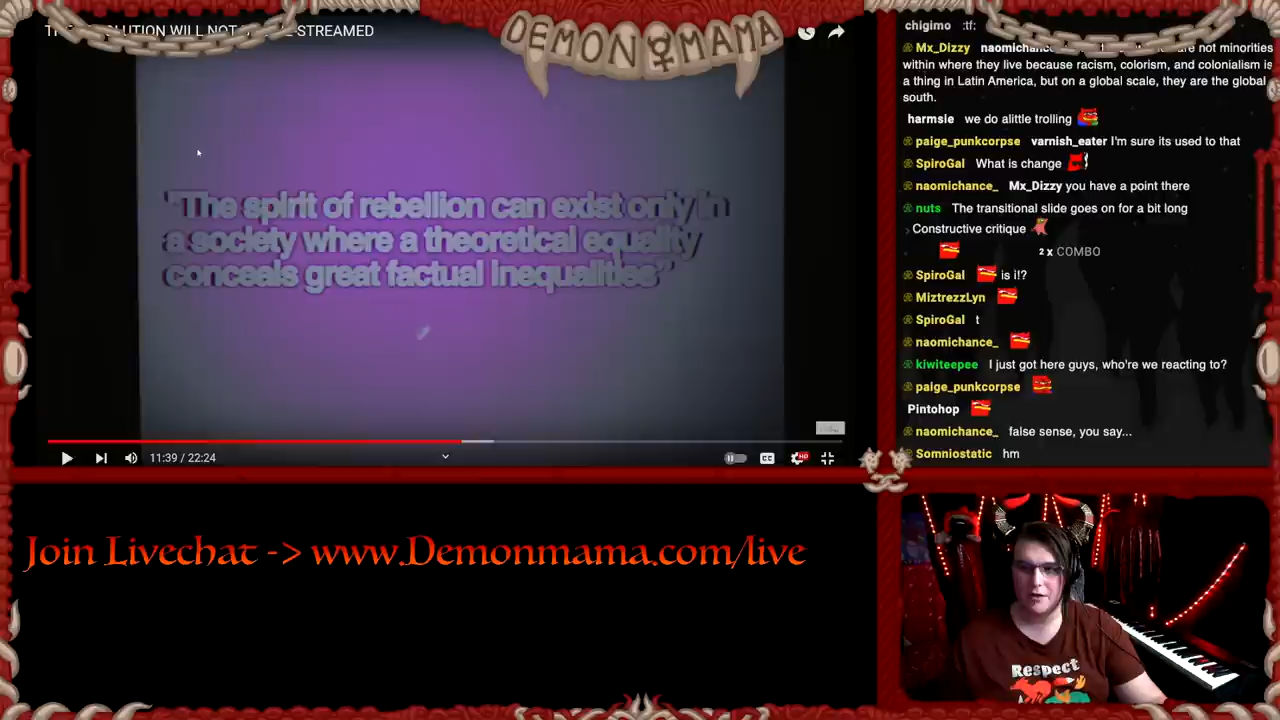 STREAMED
DEMON MAMA
"The spirit of rebellion can exist only in
a society where a theoretical equality
conceals great factual inequalities"
11:39 / 22:24
Join Livechat -> www.Demonmama.com/live
chigimo :tf:
Mx_Dizzy are not minorities
within where they live because racism, colorism, and colonialism is
a thing in Latin America, but on a global scale, they are the global
south.
harmsie we do alittle trolling
paige_punkcorpse varnish_eater I'm sure its used to that
SpiroGal What is change
naomichance_ Mx_Dizzy you have a point there
nuts The transitional slide goes on for a bit long
Constructive critique
2 x COMBO
SpiroGal is i!?
MiztrezzLyn
SpiroGal t
naomichance_
kiwiteepee I just got here guys, who're we reacting to?
paige_punkcorpse
Pintohop
naomichance_ false sense, you say...
Somniostatic hm
Respect